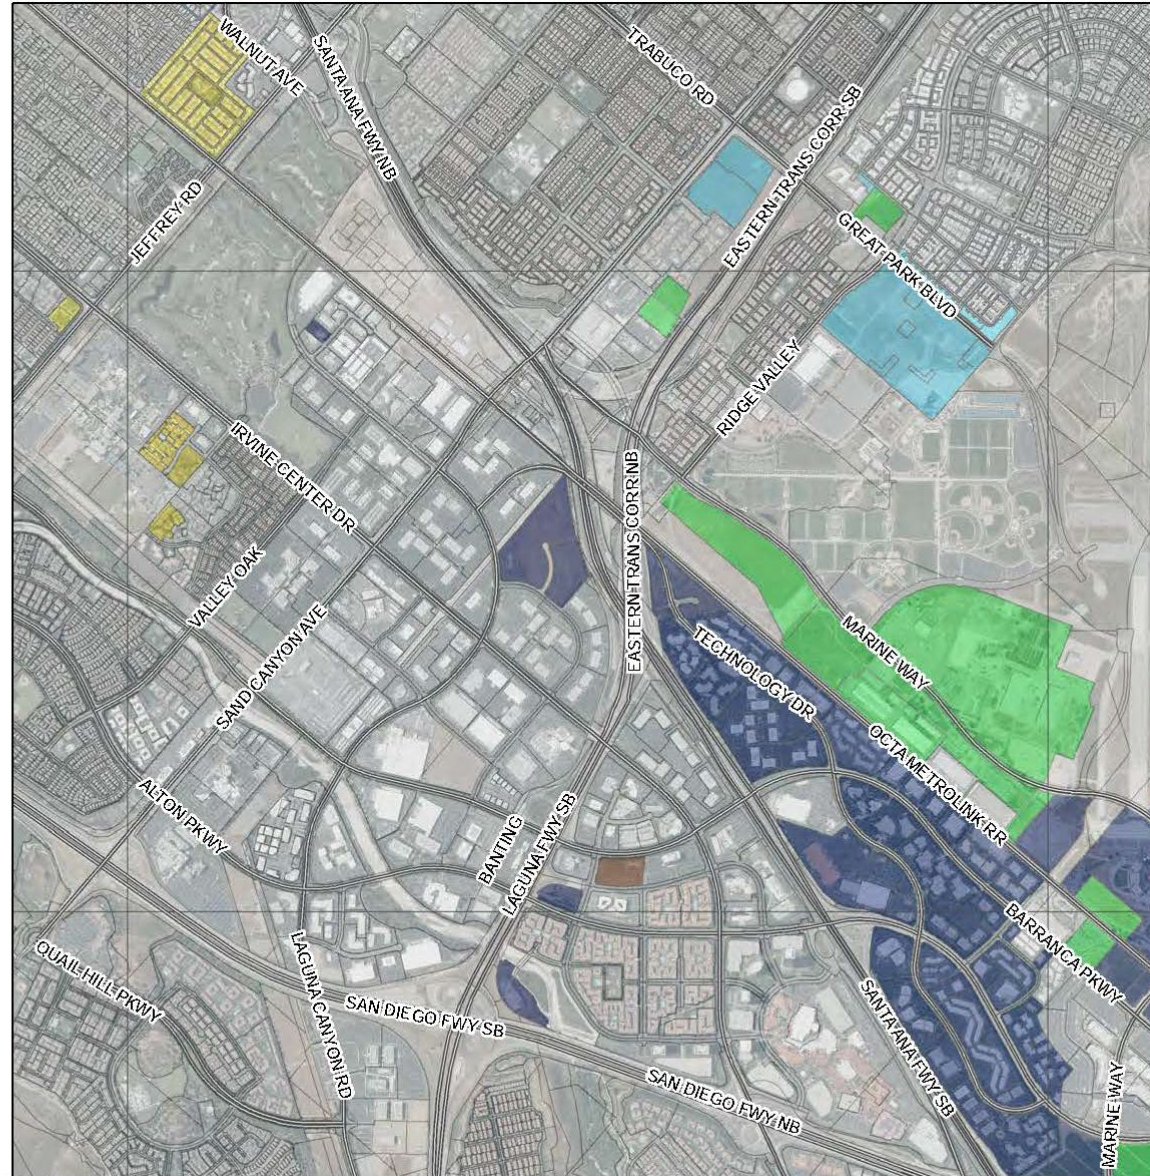 WALNUT AVE
SANTA ANA FWY NB
TRABUCO RD
EASTERN TRANS CORR SB
JEFFREY RD
GREAT PARK BLVD
RIDGE VALLEY
IRVINE CENTER DR
EASTERN TRANS CORR NB
VALLEY OAK
SAND CANYON AVE
MARINE WAY
TECHNOLOGY DR
OCTA METROLINK RR
ALTON PKWY
BANTING
LAGUNA FWY SB
BARRANCA PKWY
QUAIL HILL PKWY
LAGUNA CANYON RD
SAN DIEGO FWY SB
SANTA ANA FWY SB
SAN DIEGO FWY NB
MARINE WAY